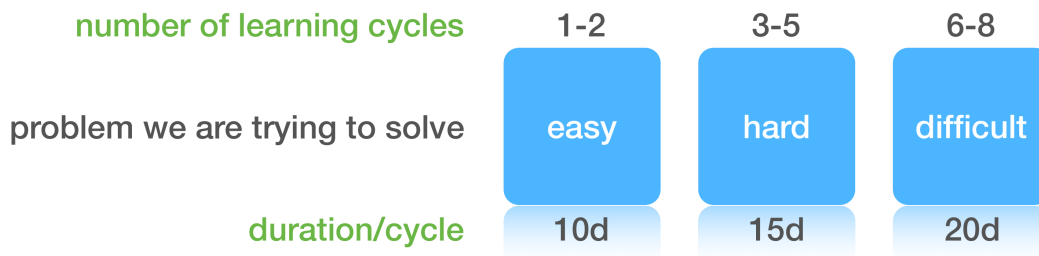 number of learning cycles 1-2 3-5 6-8
problem we are trying to solve easy hard difficult
duration/cycle 10d 15d 20d